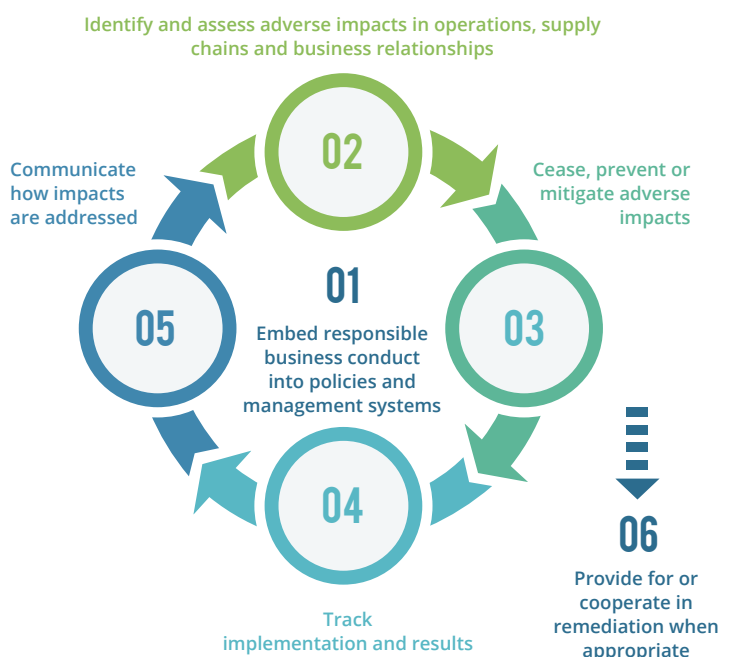 Identify and assess adverse impacts in operations, supply
chains and business relationships
02
Communicate
how impacts
are addressed
Cease, prevent or
mitigate adverse
impacts
01
Embed responsible
business conduct
into policies and
management systems
05
03
04
Track
implementation and results
06
Provide for or
cooperate in
remediation when
appropriate